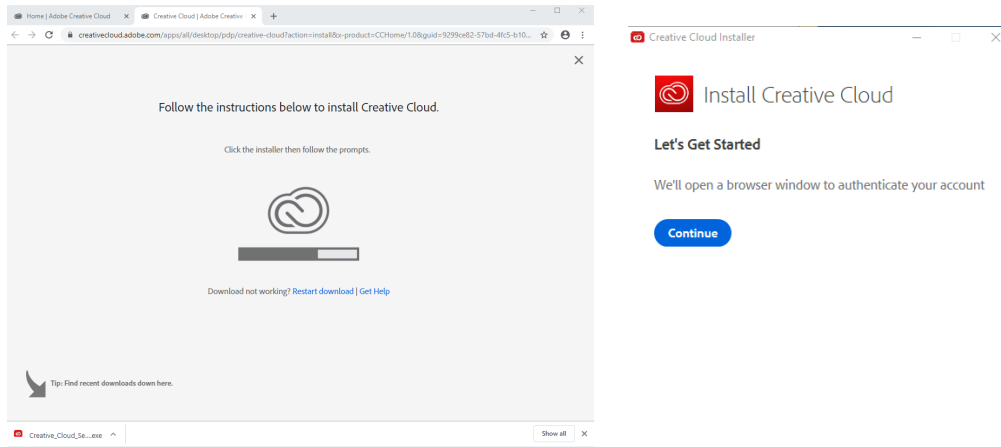 Home | Adobe Creative Cloud
Creative Cloud | Adobe Creative
creativecloud.adobe.com/apps/all/desktop/pdp/creative-cloud?action=install&x-product=CCHome/1.0&guid=9299ce82-57bd-4fc5-b10...
Follow the instructions below to install Creative Cloud.
Click the installer then follow the prompts.
Download not working? Restart download | Get Help
Tip: Find recent downloads down here.
Creative_Cloud_Se....exe
Show all
Creative Cloud Installer
Install Creative Cloud
Let's Get Started
We'll open a browser window to authenticate your account
Continue